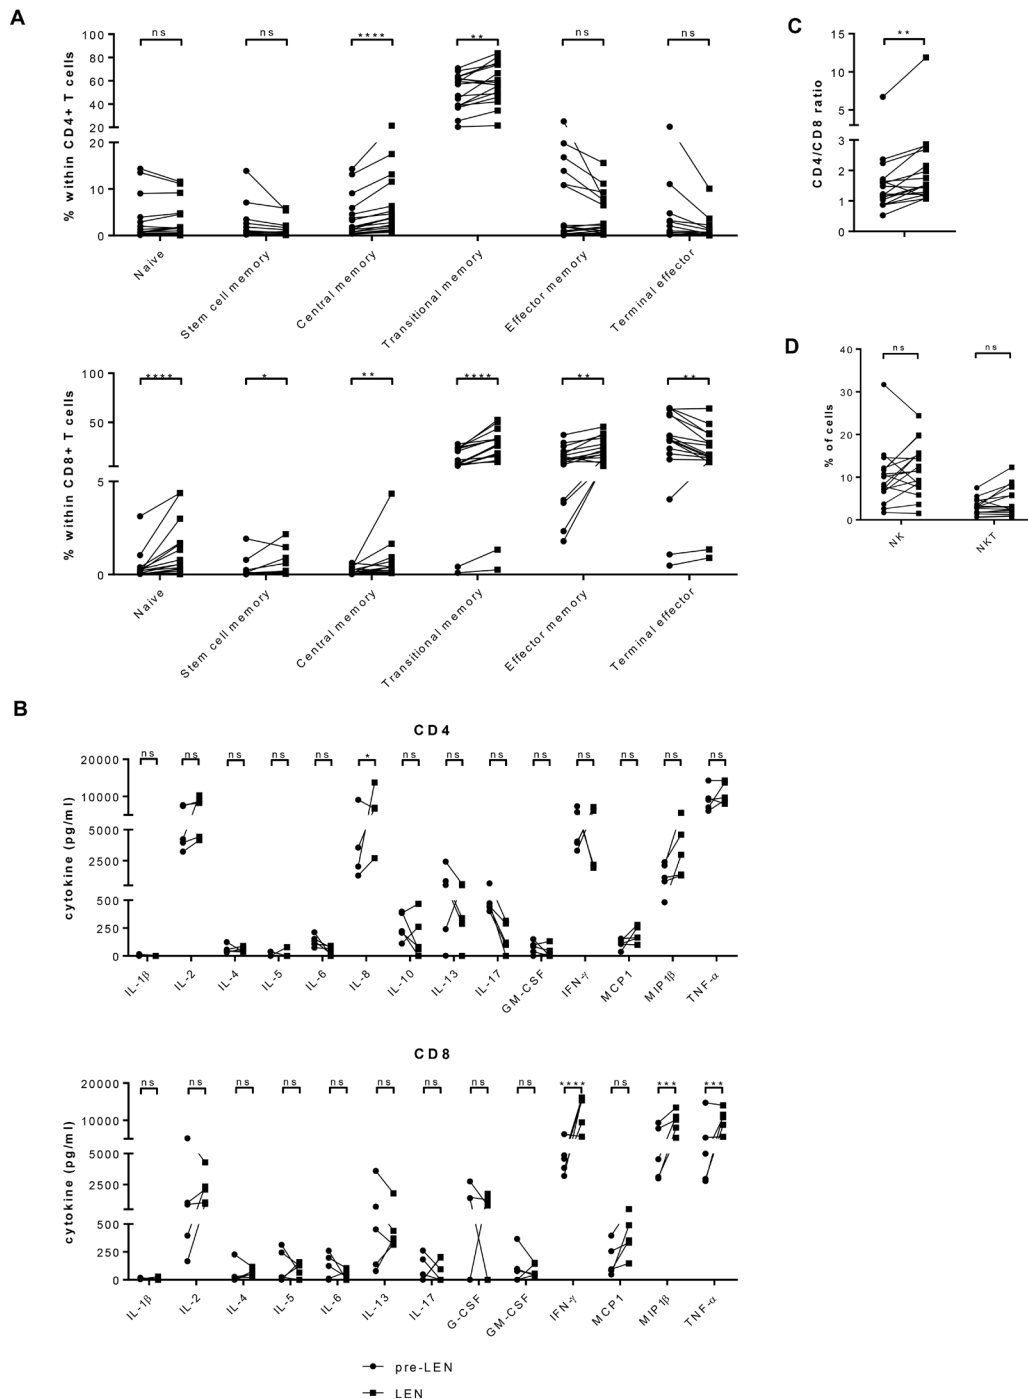 A
ns ns **** ** ns ns
% within CD4+ T cells
100
80
60
40
20
20
10
0
Naive
Stem cell memory
Central memory
Transitional memory
Effector memory
Terminal effector
**** * ** **** ** **
% within CD8+ T cells
100
50
5
0
Naive
Stem cell memory
Central memory
Transitional memory
Effector memory
Terminal effector
C
**
CD4/CD8 ratio
15
10
5
3
2
1
0
D
ns ns
% of cells
40
30
20
10
0
NK
NKT
B
CD4
ns ns ns ns ns * ns ns ns ns ns ns ns ns
cytokine (pg/ml)
20000
10000
5000
2500
500
250
0
IL-1β
IL-2
IL-4
IL-5
IL-6
IL-8
IL-10
IL-13
IL-17
GM-CSF
IFN-γ
MCP1
MIP1β
TNF-α
CD8
ns ns ns ns ns ns ns ns ns **** ns *** ***
cytokine (pg/ml)
20000
10000
5000
2500
500
250
0
IL-1β
IL-2
IL-4
IL-5
IL-6
IL-13
IL-17
G-CSF
GM-CSF
IFN-γ
MCP1
MIP1β
TNF-α
pre-LEN
LEN